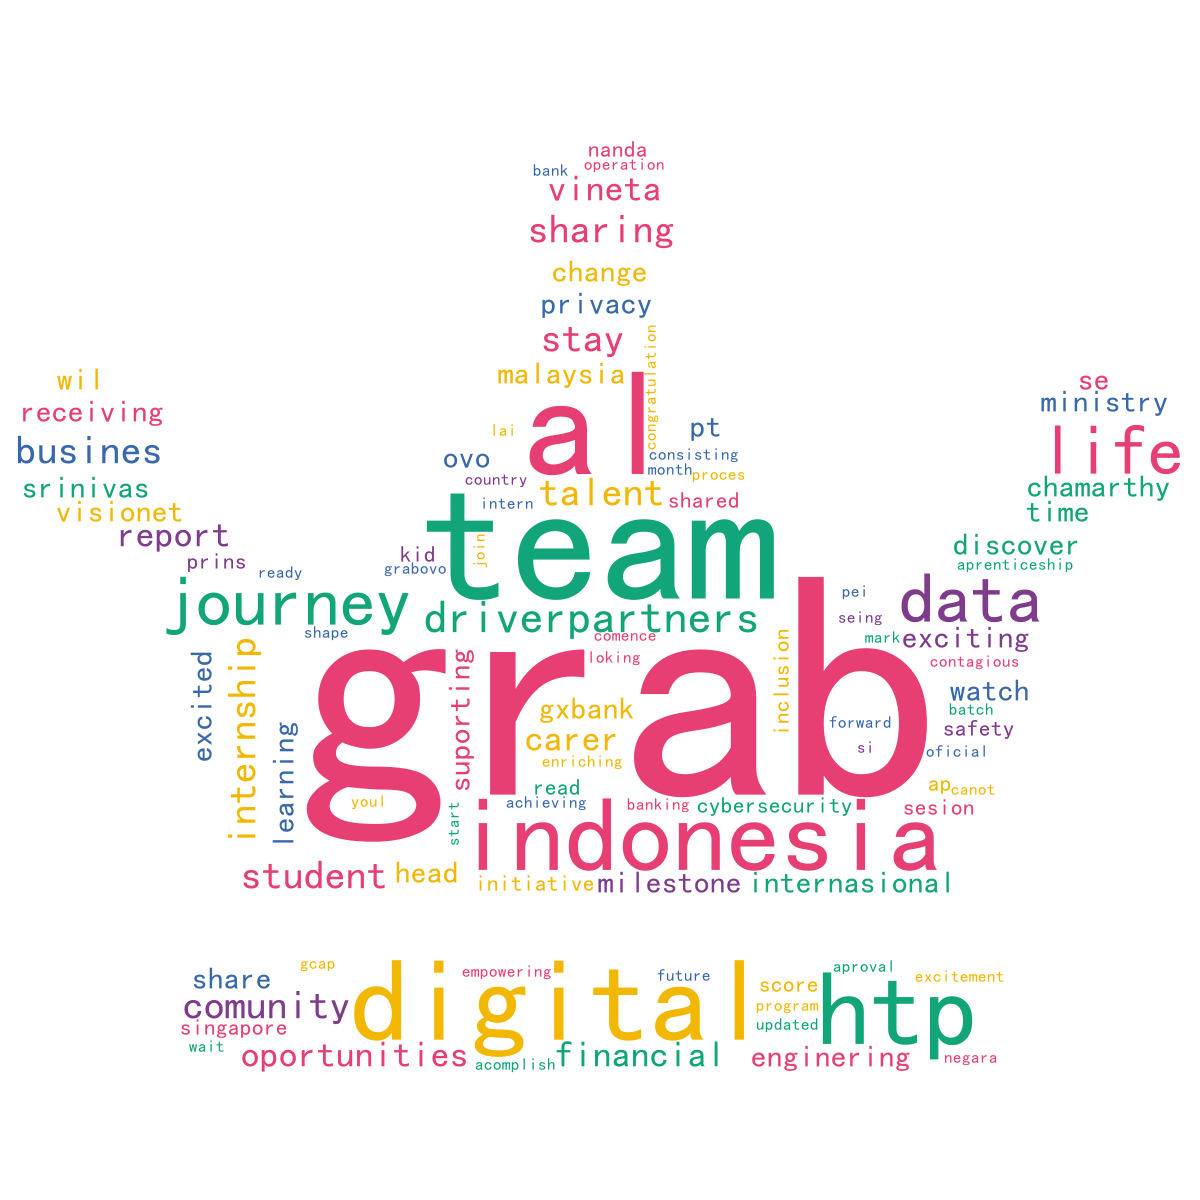 nanda
operation
bank
vineta
sharing
change
privacy
stay
congratulation
malaysia
al
lai
pt
ovo
consisting
month
proces
country
talent
shared
intern
wil
receiving
busines
srinivas
visionet
report
prins
ready
se
ministry
life
chamarthy
time
discover
aprenticeship
team
join
kid
grabovo
journey
driverpartners
shape
data
pei
seing
mark
exciting
contagious
comence
loking
grab
excited
internship
learning
suporting
inclusion
gxbank
carer
enriching
forward
si
watch
batch
safety
oficial
read
achieving
youl
start
banking
cybersecurity
ap
canot
sesion
indonesia
student
head
initiative
milestone
internasional
gcap
share
comunity
singapore
wait
oportunities
digital
empowering
future
acomplish
financial
score
program
updated
aproval
excitement
htp
enginering
negara